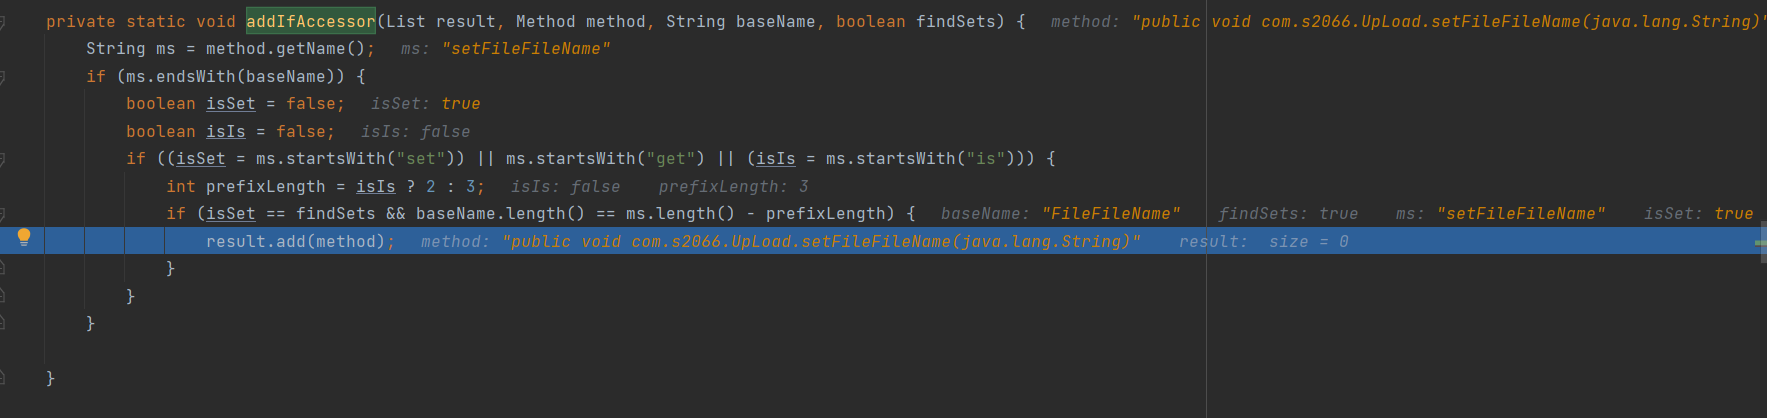 private static void addIfAccessor(List result, Method method, String baseName, boolean findSets) {   method: "public void com.s2066.UpLoad.setFileFileName(java.lang.String)"
    String ms = method.getName();   ms: "setFileFileName"
    if (ms.endsWith(baseName)) {
        boolean isSet = false;   isSet: true
        boolean isIs = false;   isIs: false
        if ((isSet = ms.startsWith("set")) || ms.startsWith("get") || (isIs = ms.startsWith("is"))) {
            int prefixLength = isIs ? 2 : 3;   isIs: false    prefixLength: 3
            if (isSet == findSets && baseName.length() == ms.length() - prefixLength) {   baseName: "FileFileName"    findSets: true    ms: "setFileFileName"    isSet: true
                result.add(method);   method: "public void com.s2066.UpLoad.setFileFileName(java.lang.String)"    result:  size = 0
            }
        }
    }
}